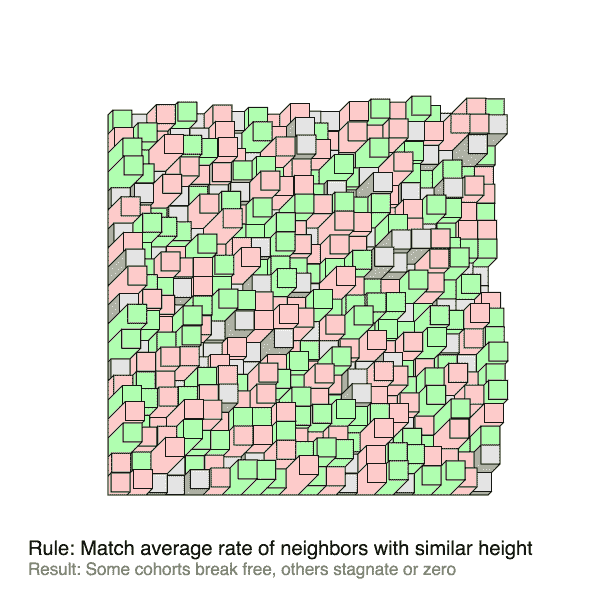 Rule: Match average rate of neighbors with similar height
Result: Some cohorts break free, others stagnate or zero